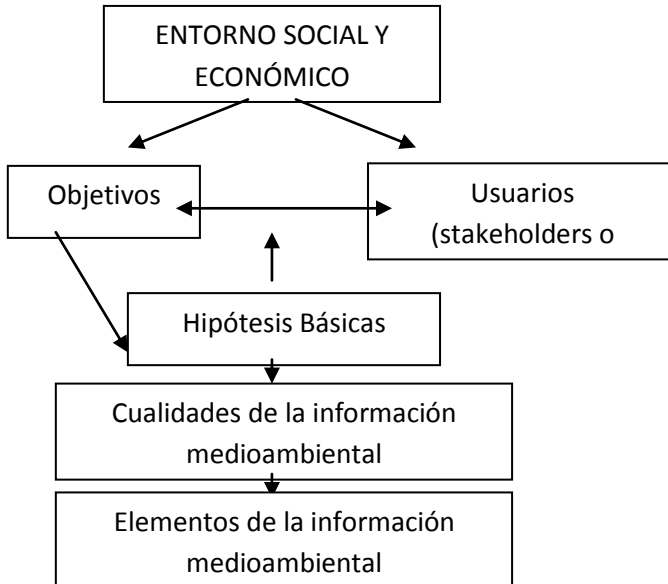 ENTORNO SOCIAL Y
ECONÓMICO
Objetivos
Usuarios
(stakeholders o
Hipótesis Básicas
Cualidades de la información
medioambiental
Elementos de la información
medioambiental